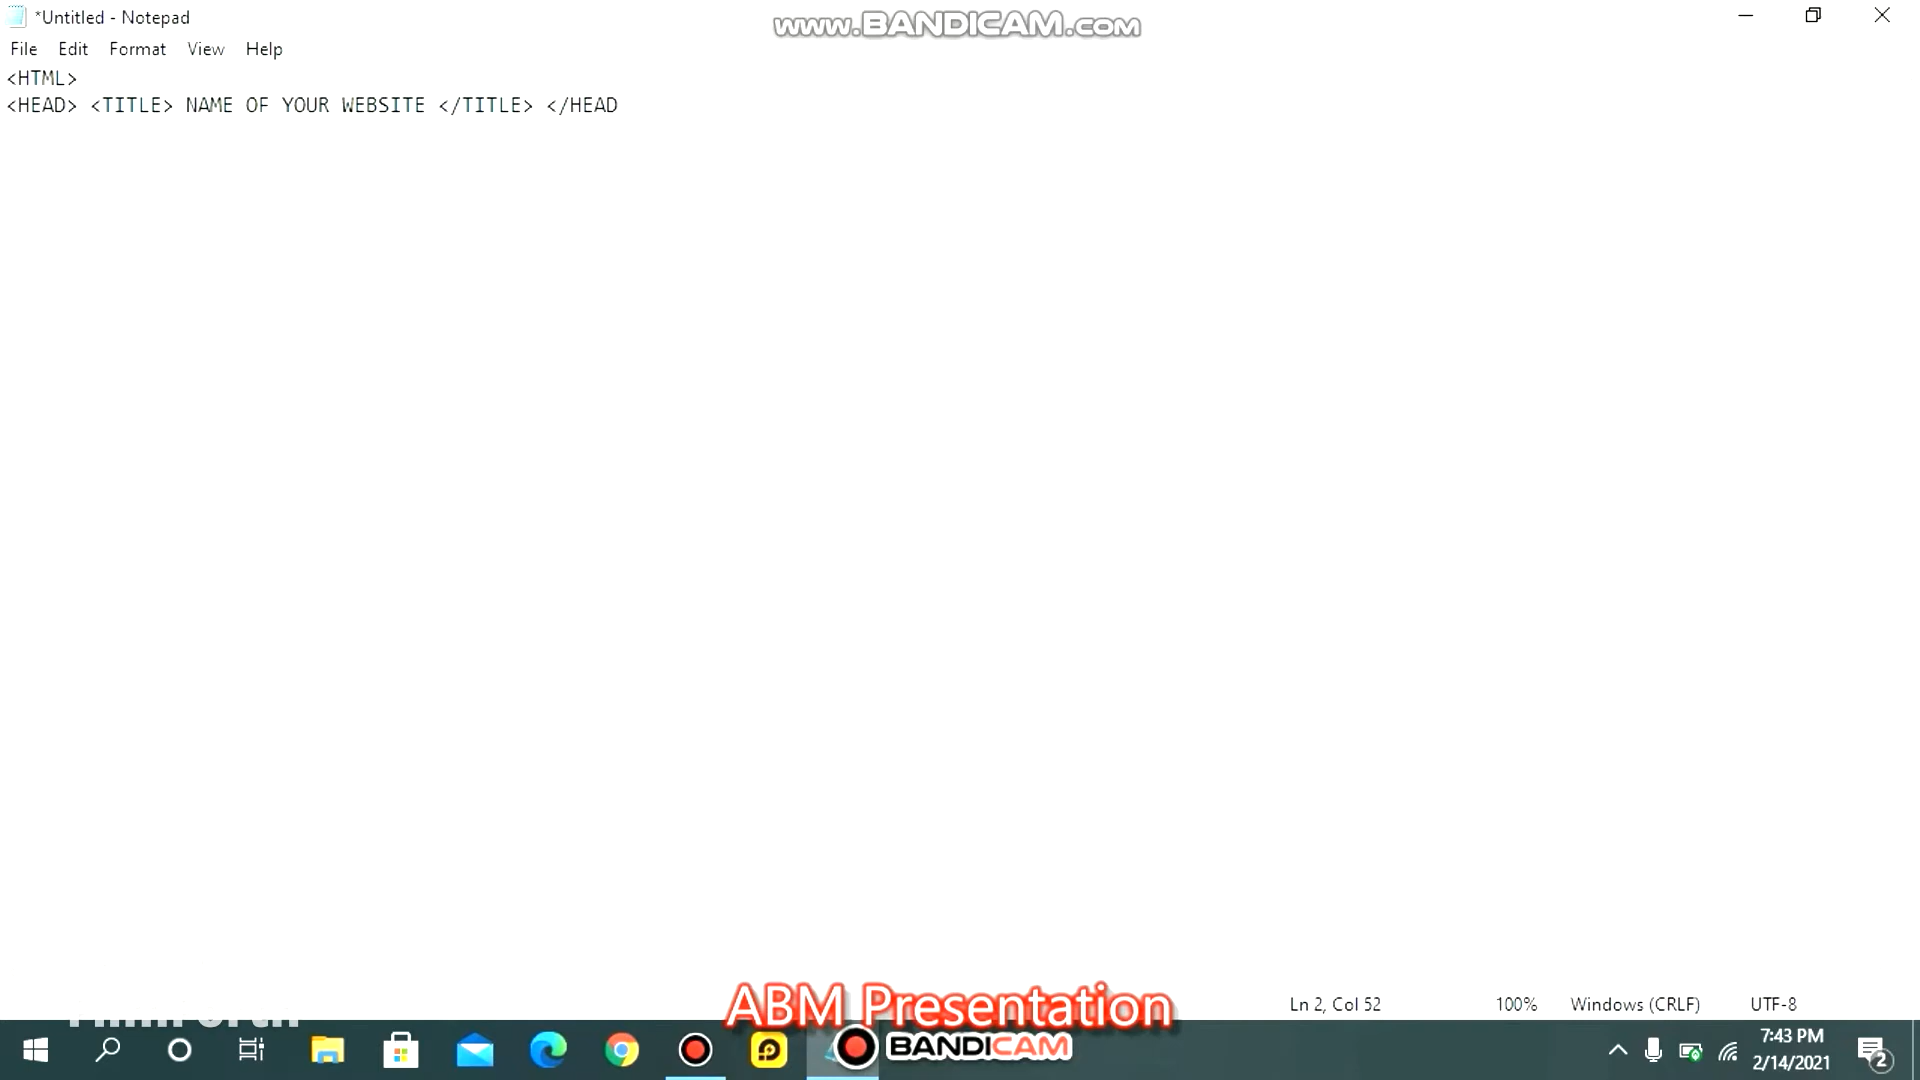 *Untitled - Notepad
www.BANDICAM.com
File Edit Format View Help
<HTML>
<HEAD> <TITLE> NAME OF YOUR WEBSITE </TITLE> </HEAD
ABM Presentation
Ln 2, Col 52 100% Windows (CRLF) UTF-8
BANDICAM
7:43 PM
2/14/2021
2